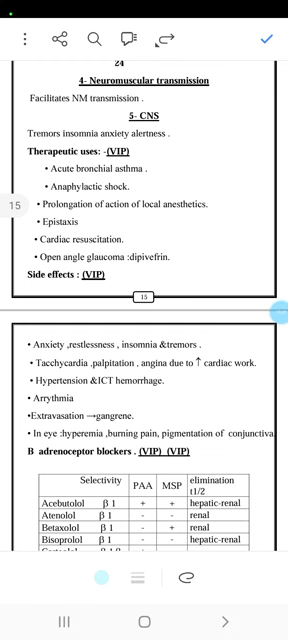 24
4- Neuromuscular transmission
Facilitates NM transmission .
5- CNS
Tremors insomnia anxiety alertness .
Therapeutic uses: -(VIP)
• Acute bronchial asthma .
• Anaphylactic shock.
15
• Prolongation of action of local anesthetics.
• Epistaxis
• Cardiac resuscitation.
• Open angle glaucoma :dipivefrin.
Side effects : (VIP)
15
• Anxiety ,restlessness , insomnia &tremors .
• Tacchycardia ,palpitation , angina due to ↑ cardiac work.
• Hypertension &ICT hemorrhage.
• Arrythmia
•Extravasation →gangrene.
• In eye :hyperemia ,burning pain, pigmentation of conjunctiva
B adrenoceptor blockers . (VIP) (VIP)
Selectivity PAA MSP elimination t1/2
Acebutolol β 1 + + hepatic-renal
Atenolol β 1 - - renal
Betaxolol β 1 - + renal
Bisoprolol β 1 - - hepatic-renal